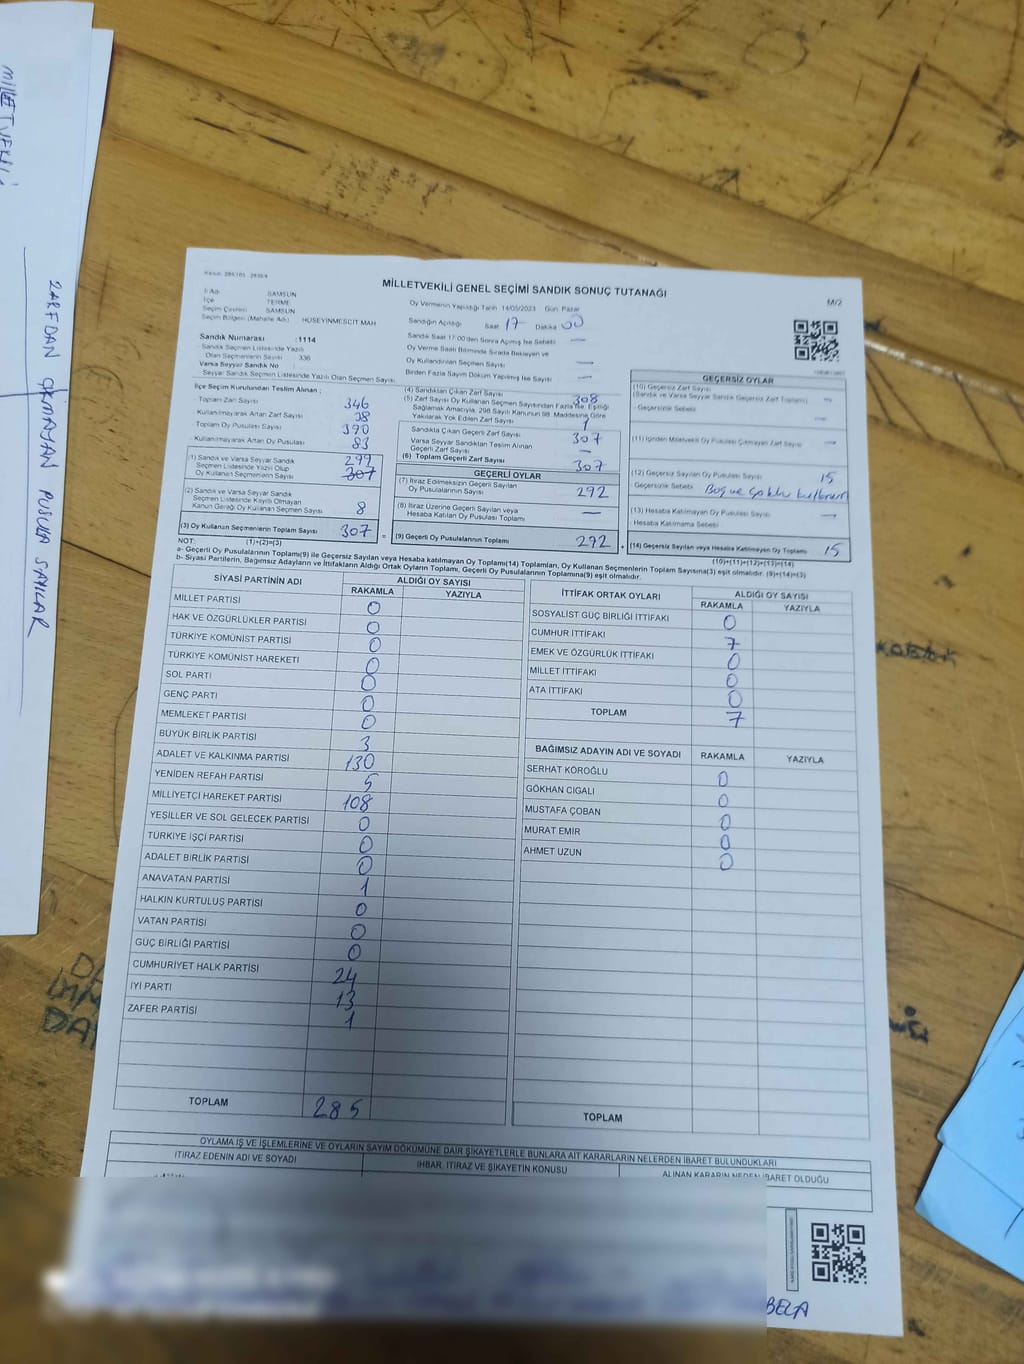 MİLLETVEKİLİ
ZARFDAN ÇIKMAYAN PUSULA SAYILAR
MİLLETVEKİLİ GENEL SEÇİMİ SANDIK SONUÇ TUTANAĞI
M/2
İl Adı SAMSUN
İlçe TERME
Seçim Çevresi SAMSUN
Seçim Bölgesi (Mahalle Adı) HÜSEYİNMESCİT MAH
Oy Vermenin Yapıldığı Tarih 14/05/2023 Gün Pazar
Sandığın Açıldığı Saat 17 Dakika 00
Sandık Saat 17:00'den Sonra Açılmış İse Sebebi —
Oy Verme Saati Bitiminde Sırada Bekleyen ve
Oy Kullandırılan Seçmen Sayısı —
Birden Fazla Sayım Döküm Yapılmış İse Sayısı —
Sandık Numarası :1114
Sandık Seçmen Listesinde Yazılı
Olan Seçmenlerin Sayısı 336
Varsa Seyyar Sandık No
Seyyar Sandık Seçmen Listesinde Yazılı Olan Seçmen Sayısı
İlçe Seçim Kurulundan Teslim Alınan ;
Toplam Zarf Sayısı 346
Kullanılmayarak Artan Zarf Sayısı 38
Toplam Oy Pusulası Sayısı 390
Kullanılmayarak Artan Oy Pusulası 83
(1) Sandık ve Varsa Seyyar Sandık 299
Seçmen Listesinde Yazılı Olup
Oy Kullanan Seçmenlerin Sayısı 307
(2) Sandık ve Varsa Seyyar Sandık
Seçmen Listesinde Kayıtlı Olmayan
Kanun Gereği Oy Kullanan Seçmenler 8
(3) Oy Kullanan Seçmenlerin Toplam Sayısı 307
(4) Sandıktan Çıkan Zarf Sayısı 308
(5) Zarf Sayısı Oy Kullanan Seçmen Sayısından Fazla ise, Eşitliği
Sağlamak Amacıyla, 298 Sayılı Kanunun 98. Maddesine Göre
Yakılarak Yok Edilen Zarf Sayısı 1
Sandıkta Çıkan Geçerli Zarf Sayısı 307
Varsa Seyyar Sandıktan Teslim Alınan
Geçerli Zarf Sayısı —
(6) Toplam Geçerli Zarf Sayısı 307
GEÇERLİ OYLAR
(7) İtiraz Edilmeksizin Geçerli Sayılan
Oy Pusulalarının Sayısı 292
(8) İtiraz Üzerine Geçerli Sayılan veya
Hesaba Katılan Oy Pusulası Toplamı —
= (9) Geçerli Oy Pusulalarının Toplamı 292 +
GEÇERSİZ OYLAR
(10) Geçersiz Zarf Sayısı
(Sandık ve Varsa Seyyar Sandık Geçersiz Zarf Toplamı) —
Geçersizlik Sebebi —
(11) İçinden Milletvekili Oy Pusulası Çıkmayan Zarf Sayısı —
(12) Geçersiz Sayılan Oy Pusulası Sayısı 15
Geçersizlik Sebebi Boş ve Çoklu kullanım
(13) Hesaba Katılmayan Oy Pusulası Sayısı —
Hesaba Katılmama Sebebi
(14) Geçersiz Sayılan veya Hesaba Katılmayan Oy Toplamı 15
NOT: (1)+(2)=(3) (10)+(11)+(12)+(13)=(14)
a- Geçerli Oy Pusulalarının Toplamı(9) ile Geçersiz Sayılan veya Hesaba katılmayan Oy Toplamı(14) Toplamları, Oy Kullanan Seçmenlerin Toplam Sayısına(3) eşit olmalıdır. (9)+(14)=(3)
b- Siyasi Partilerin, Bağımsız Adayların ve İttifakların Aldığı Ortak Oyların Toplamı, Geçerli Oy Pusulalarının Toplamına(9) eşit olmalıdır.
SİYASİ PARTİNİN ADI ALDIĞI OY SAYISI
RAKAMLA YAZIYLA
MİLLET PARTİSİ 0
HAK VE ÖZGÜRLÜKLER PARTİSİ 0
TÜRKİYE KOMÜNİST PARTİSİ 0
TÜRKİYE KOMÜNİST HAREKETİ 0
SOL PARTİ 0
GENÇ PARTİ 0
MEMLEKET PARTİSİ 0
BÜYÜK BİRLİK PARTİSİ 3
ADALET VE KALKINMA PARTİSİ 130
YENİDEN REFAH PARTİSİ 5
MİLLİYETÇİ HAREKET PARTİSİ 108
YEŞİLLER VE SOL GELECEK PARTİSİ 0
TÜRKİYE İŞÇİ PARTİSİ 0
ADALET BİRLİK PARTİSİ 0
ANAVATAN PARTİSİ 1
HALKIN KURTULUŞ PARTİSİ 0
VATAN PARTİSİ 0
GÜÇ BİRLİĞİ PARTİSİ 0
CUMHURİYET HALK PARTİSİ 24
İYİ PARTİ 13
ZAFER PARTİSİ 1
TOPLAM 285
İTTİFAK ORTAK OYLARI ALDIĞI OY SAYISI
RAKAMLA YAZIYLA
SOSYALİST GÜÇ BİRLİĞİ İTTİFAKI 0
CUMHUR İTTİFAKI 7
EMEK VE ÖZGÜRLÜK İTTİFAKI 0
MİLLET İTTİFAKI 0
ATA İTTİFAKI 0
TOPLAM 7
BAĞIMSIZ ADAYIN ADI VE SOYADI RAKAMLA YAZIYLA
SERHAT KÖROĞLU 0
GÖKHAN CIGALI 0
MUSTAFA ÇOBAN 0
MURAT EMİR 0
AHMET UZUN 0
TOPLAM
OYLAMA İŞ VE İŞLEMLERİNE VE OYLARIN SAYIM DÖKÜMÜNE DAİR ŞİKAYETLERLE BUNLARA AİT KARARLARIN NELERDEN İBARET BULUNDUKLARI
İTİRAZ EDENİN ADI VE SOYADI İHBAR, İTİRAZ VE ŞİKAYETİN KONUSU ALINAN KARARIN NEDEN İBARET OLDUĞU